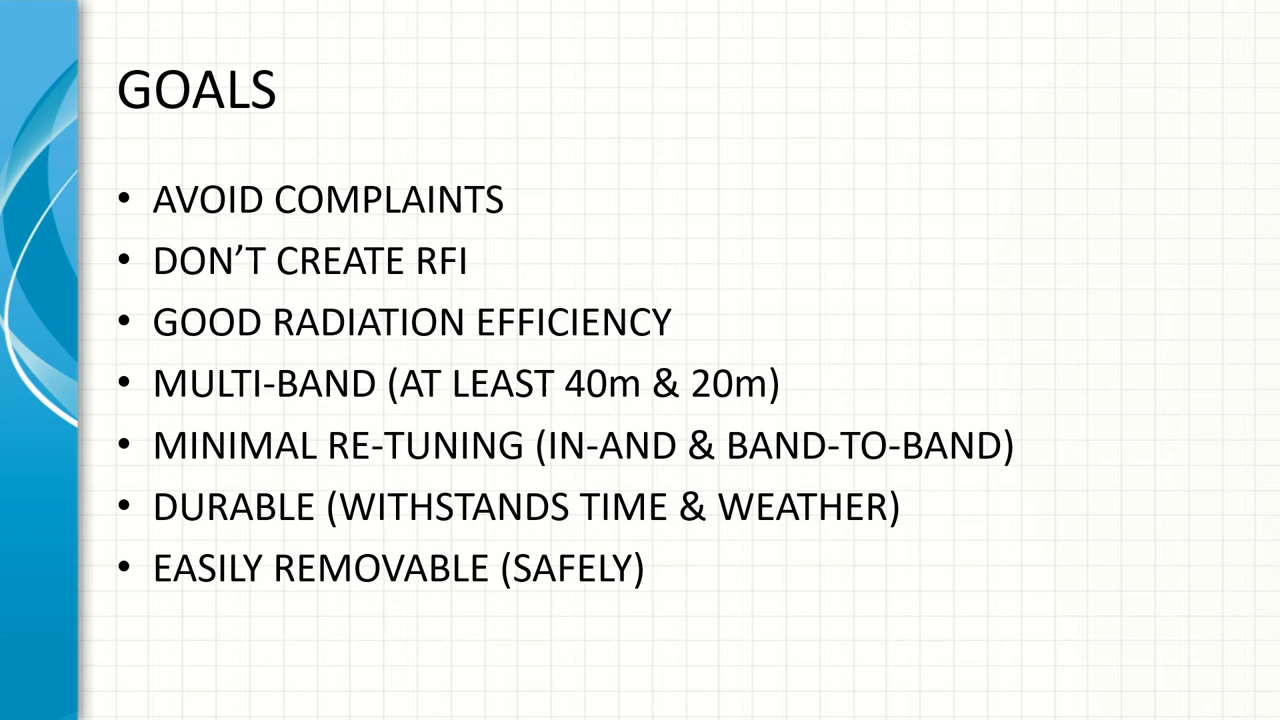 GOALS
• AVOID COMPLAINTS
• DON’T CREATE RFI
• GOOD RADIATION EFFICIENCY
• MULTI-BAND (AT LEAST 40m & 20m)
• MINIMAL RE-TUNING (IN-AND & BAND-TO-BAND)
• DURABLE (WITHSTANDS TIME & WEATHER)
• EASILY REMOVABLE (SAFELY)